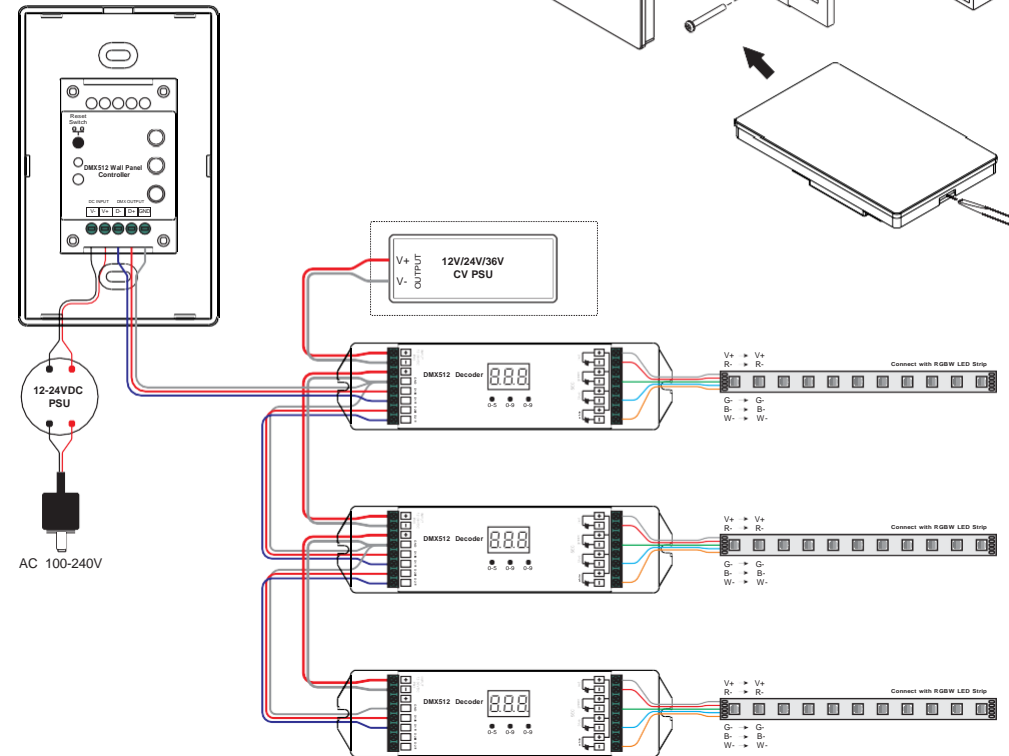 Reset
Switch
DMX512 Wall Panel
Controller
DC INPUT DMX OUTPUT
V- V+ D- D+ GND
12-24VDC
PSU
AC 100-240V
V+
V-
OUTPUT
12V/24V/36V
CV PSU
DMX512 Decoder
0-5 0-9 0-9
V+ → V+
R- → R-
Connect with RGBW LED Strip
G- → G-
B- → B-
W- → W-
DMX512 Decoder
0-5 0-9 0-9
V+ → V+
R- → R-
Connect with RGBW LED Strip
G- → G-
B- → B-
W- → W-
DMX512 Decoder
0-5 0-9 0-9
V+ → V+
R- → R-
Connect with RGBW LED Strip
G- → G-
B- → B-
W- → W-